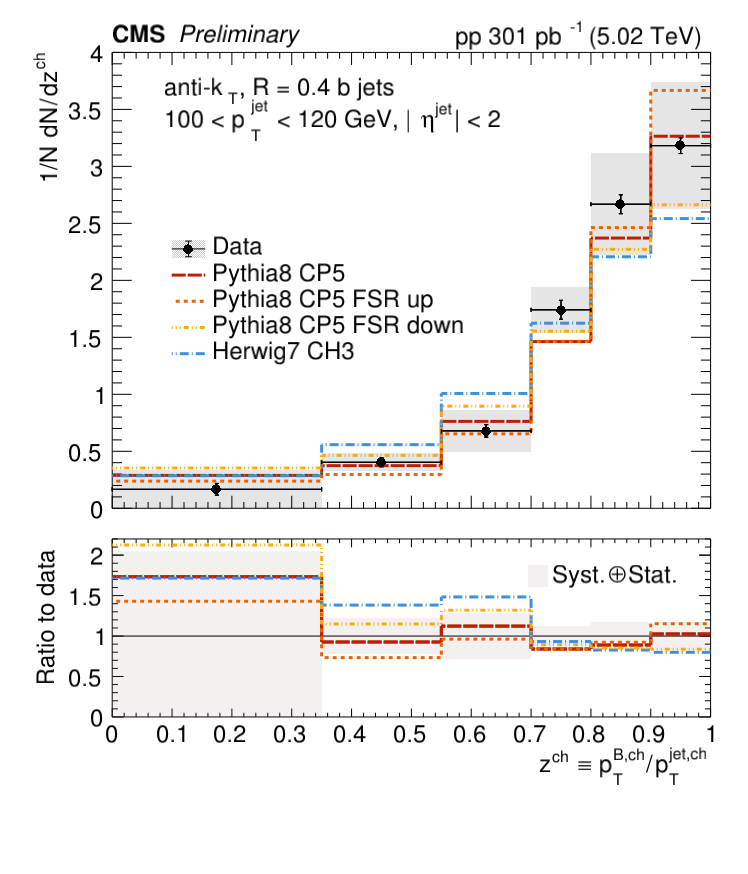 CMS Preliminary pp 301 pb⁻¹ (5.02 TeV)
1/N dN/dzᶜʰ
4
3.5
3
2.5
2
1.5
1
0.5
0
anti-k_T, R = 0.4 b jets
100 < p_T^jet < 120 GeV, | η^jet| < 2
Data
Pythia8 CP5
Pythia8 CP5 FSR up
Pythia8 CP5 FSR down
Herwig7 CH3
Ratio to data
2
1.5
1
0.5
0
Syst.⊕Stat.
0 0.1 0.2 0.3 0.4 0.5 0.6 0.7 0.8 0.9 1
z^ch ≡ p_T^B,ch/p_T^jet,ch